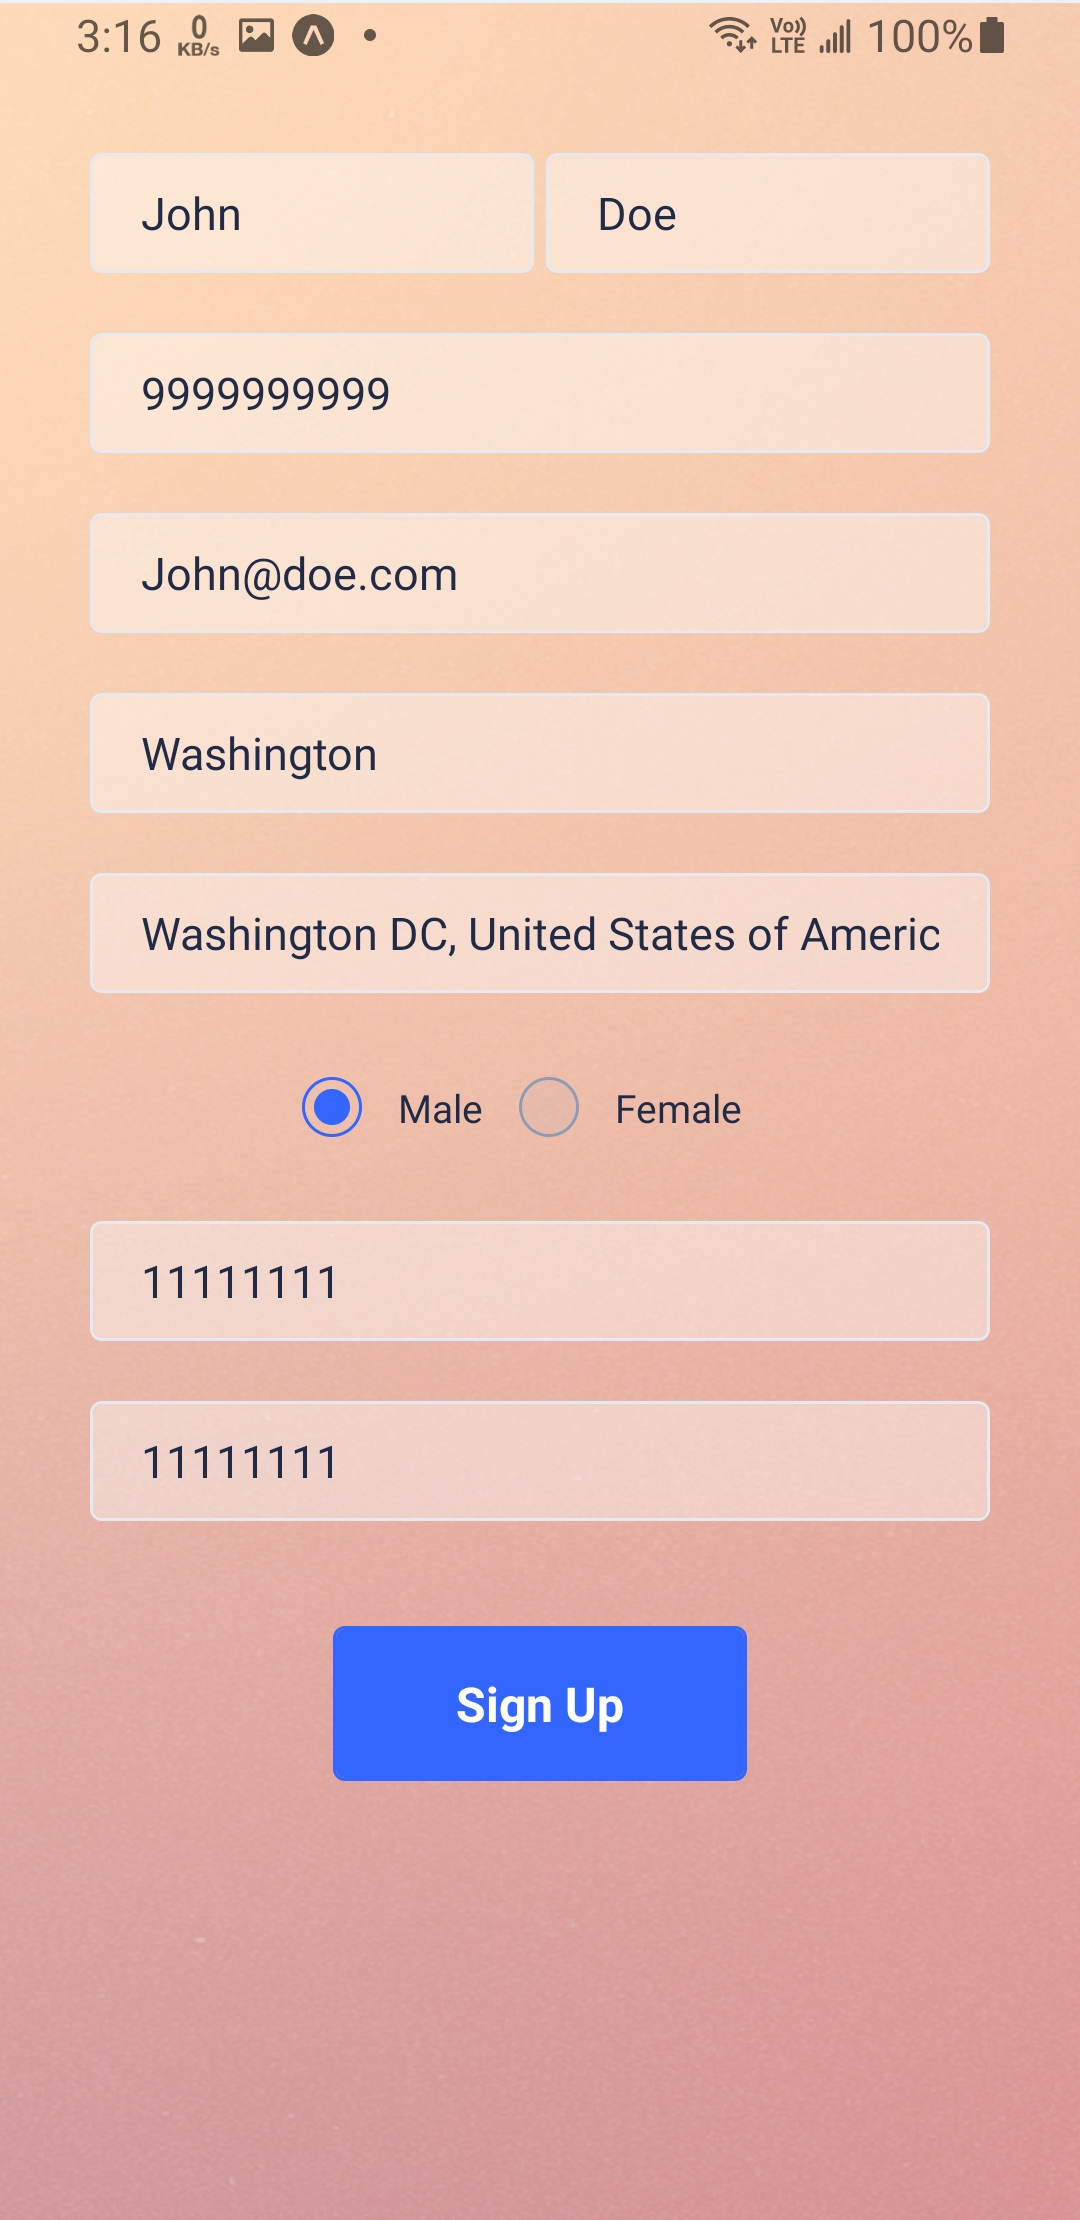 3:16 0 KB/s Vo)) LTE 100%
John Doe
9999999999
John@doe.com
Washington
Washington DC, United States of Americ
Male Female
11111111
11111111
Sign Up